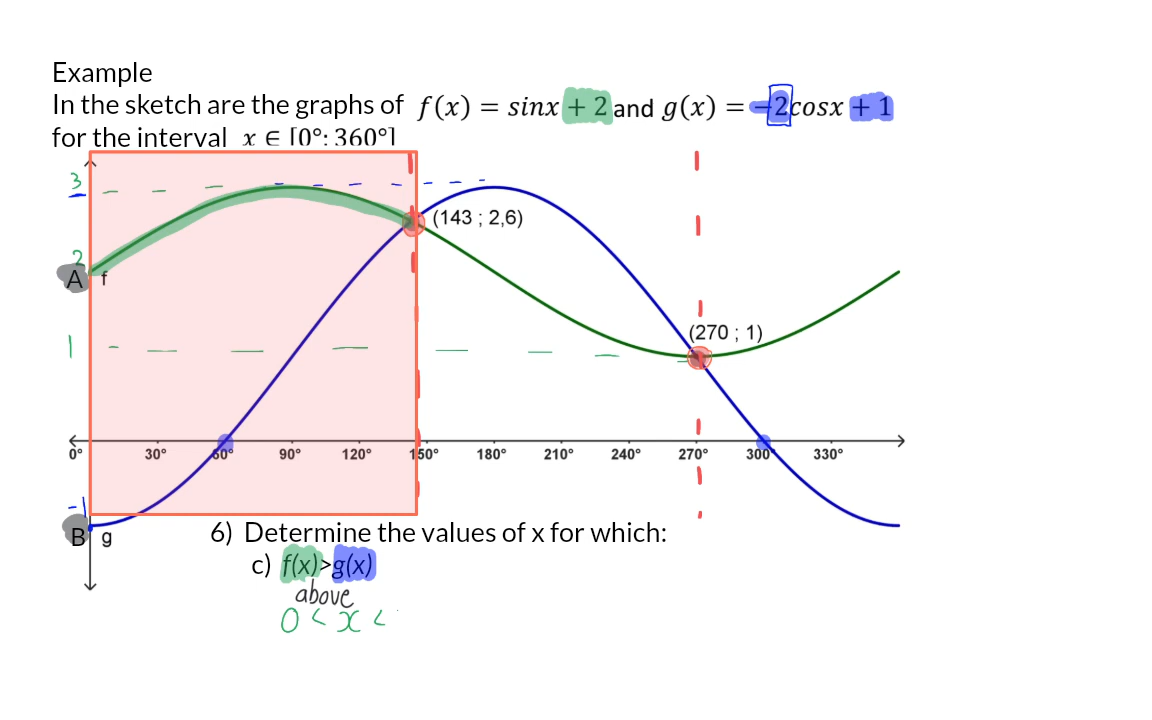 Example
In the sketch are the graphs of f(x) = sinx + 2 and g(x) = −2cosx + 1
for the interval x ∈ [0°; 360°]
3
(143 ; 2,6)
2
A f
(270 ; 1)
1
0° 30° 60° 90° 120° 150° 180° 210° 240° 270° 300° 330°
-1
B g
6) Determine the values of x for which:
c) f(x)>g(x)
above
0 < x <